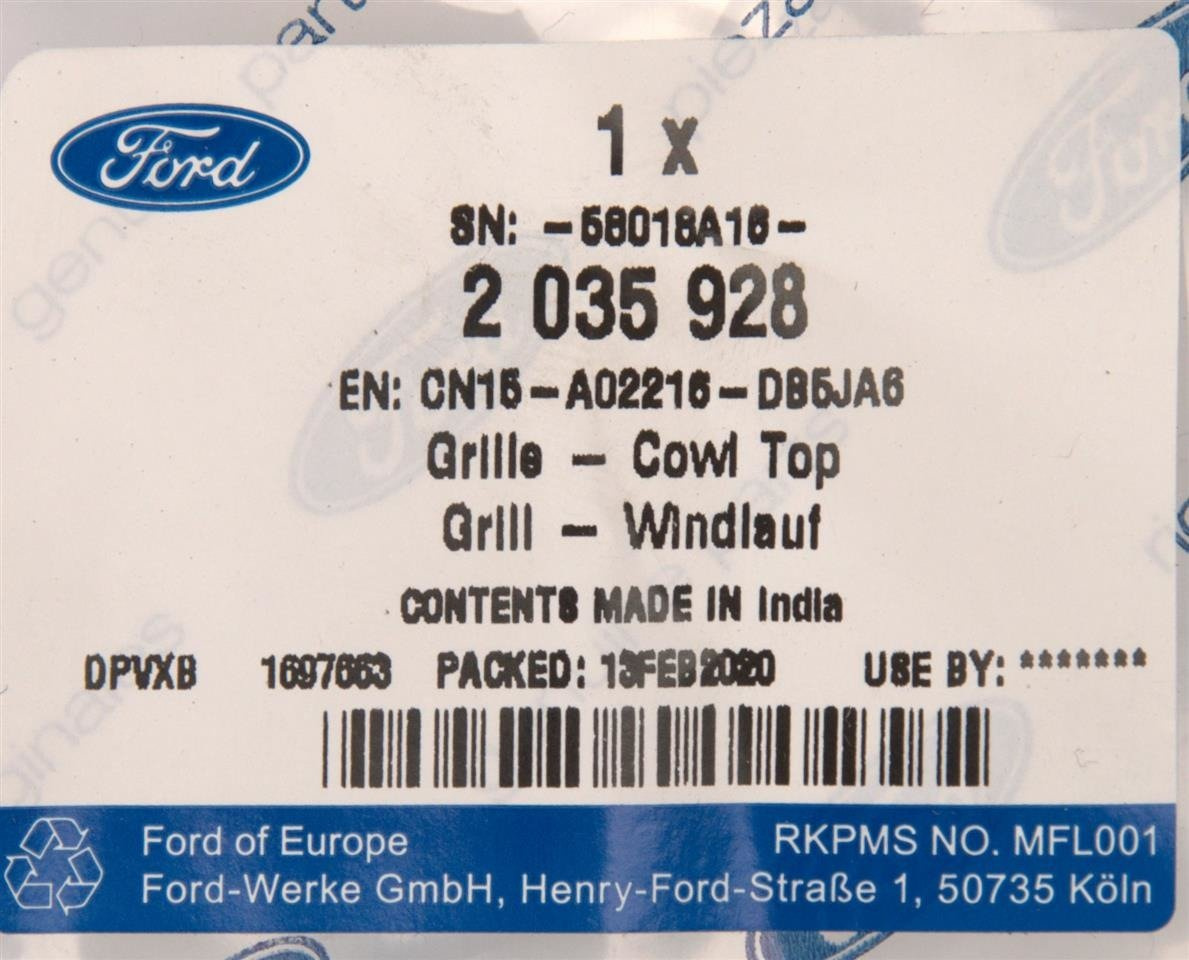 Ford
1 x
SN: -58018A16-
2 035 928
EN: CN15-A02216-DB5JA6
Grille - Cowl Top
Grill - Windlauf
CONTENTS MADE IN India
DPVXB 1697663 PACKED: 13FEB2020 USE BY: *******
Ford of Europe RKPMS NO. MFL001
Ford-Werke GmbH, Henry-Ford-Straße 1, 50735 Köln